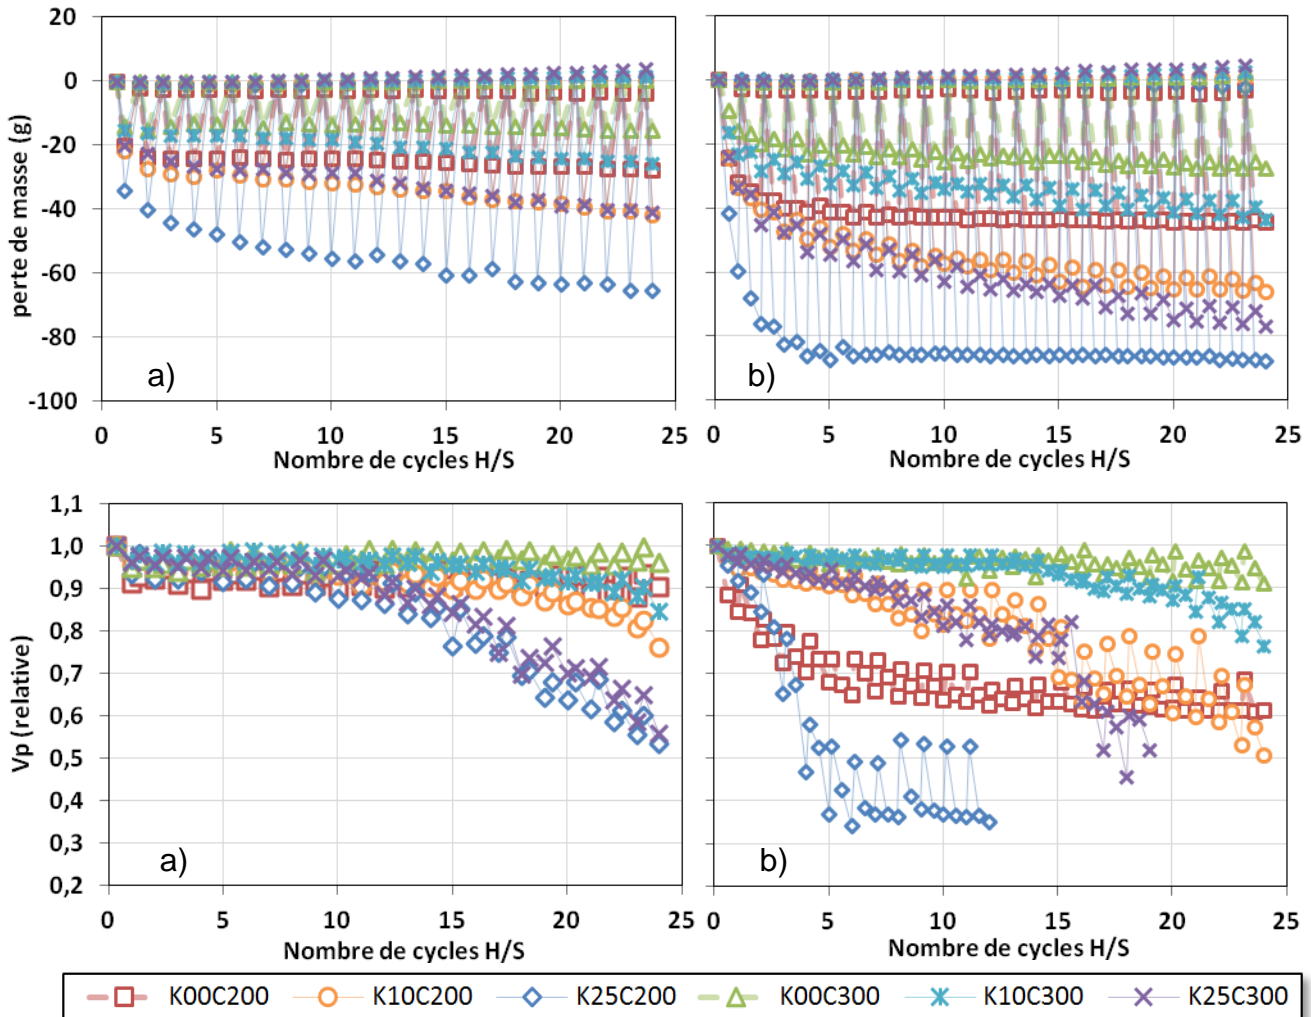 20
0
-20
-40
-60
-80
-100
perte de masse (g)
a)
0 5 10 15 20 25
Nombre de cycles H/S
b)
0 5 10 15 20 25
Nombre de cycles H/S
1,1
1,0
0,9
0,8
0,7
0,6
0,5
0,4
0,3
0,2
Vp (relative)
a)
0 5 10 15 20 25
Nombre de cycles H/S
b)
0 5 10 15 20 25
Nombre de cycles H/S
K00C200 K10C200 K25C200 K00C300 K10C300 K25C300